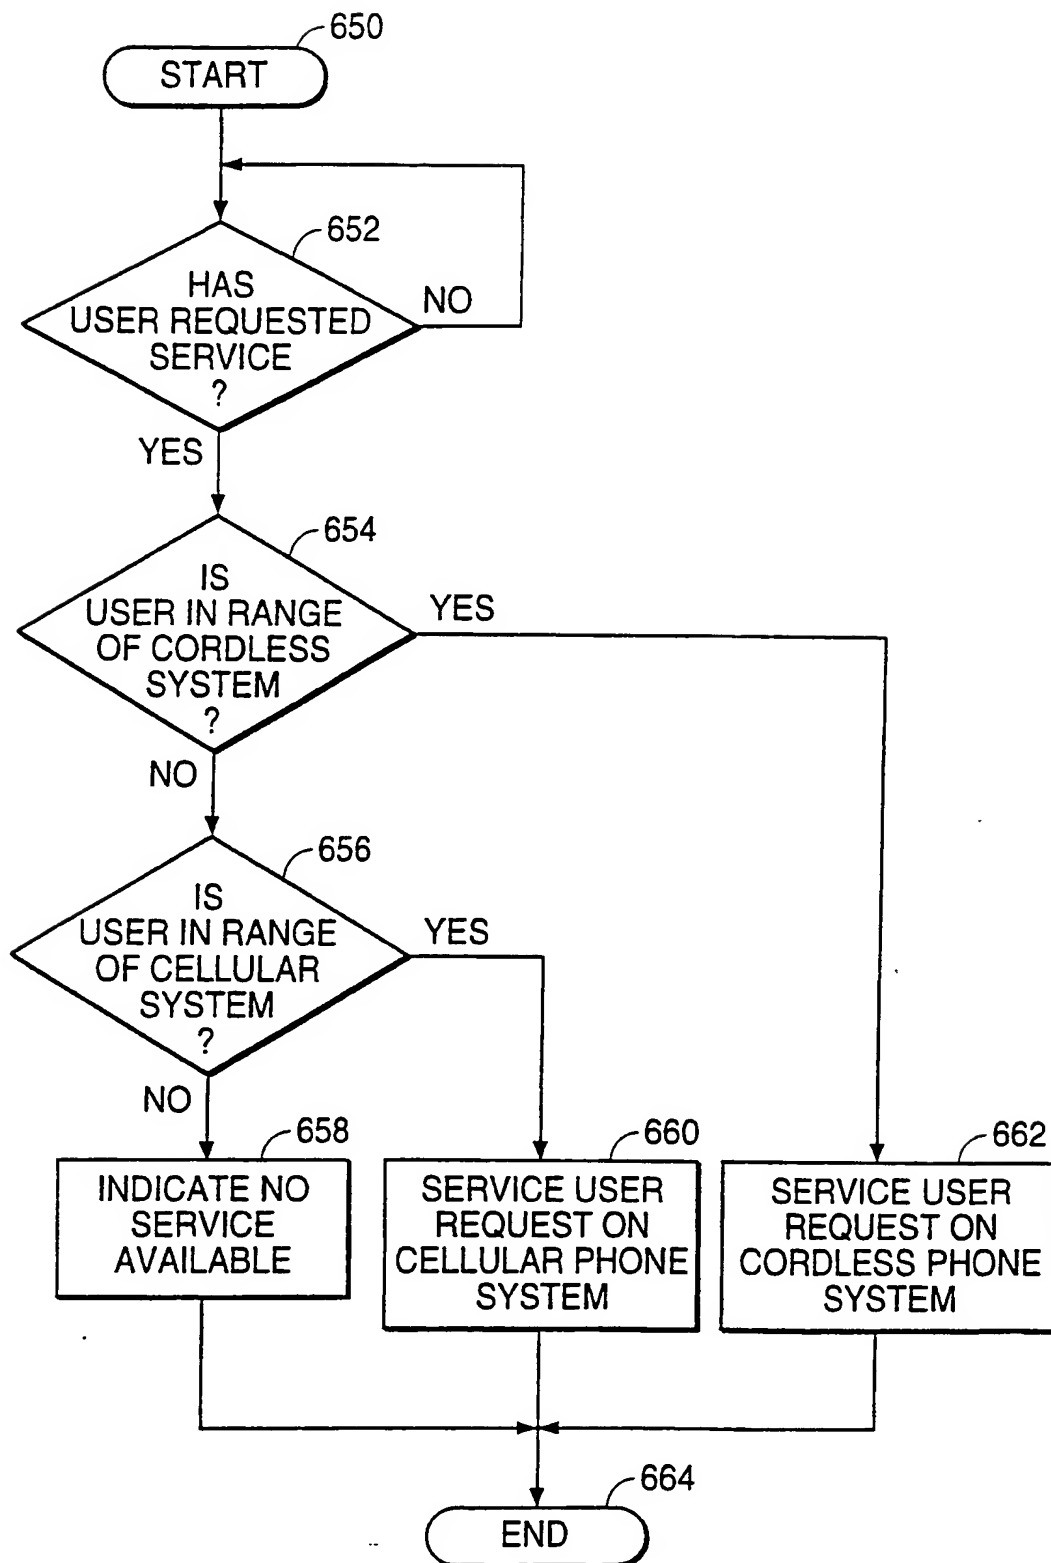 650
START
652
HAS
USER REQUESTED
SERVICE
?
NO
YES
654
IS
USER IN RANGE
OF CORDLESS
SYSTEM
?
YES
NO
656
IS
USER IN RANGE
OF CELLULAR
SYSTEM
?
YES
NO
658
INDICATE NO
SERVICE
AVAILABLE
660
SERVICE USER
REQUEST ON
CELLULAR PHONE
SYSTEM
662
SERVICE USER
REQUEST ON
CORDLESS PHONE
SYSTEM
664
END